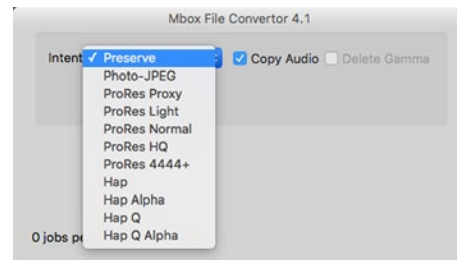 Mbox File Convertor 4.1
Intent ✓ Preserve Copy Audio Delete Gamma
Photo-JPEG
ProRes Proxy
ProRes Light
ProRes Normal
ProRes HQ
ProRes 4444+
Hap
Hap Alpha
Hap Q
Hap Q Alpha
0 jobs